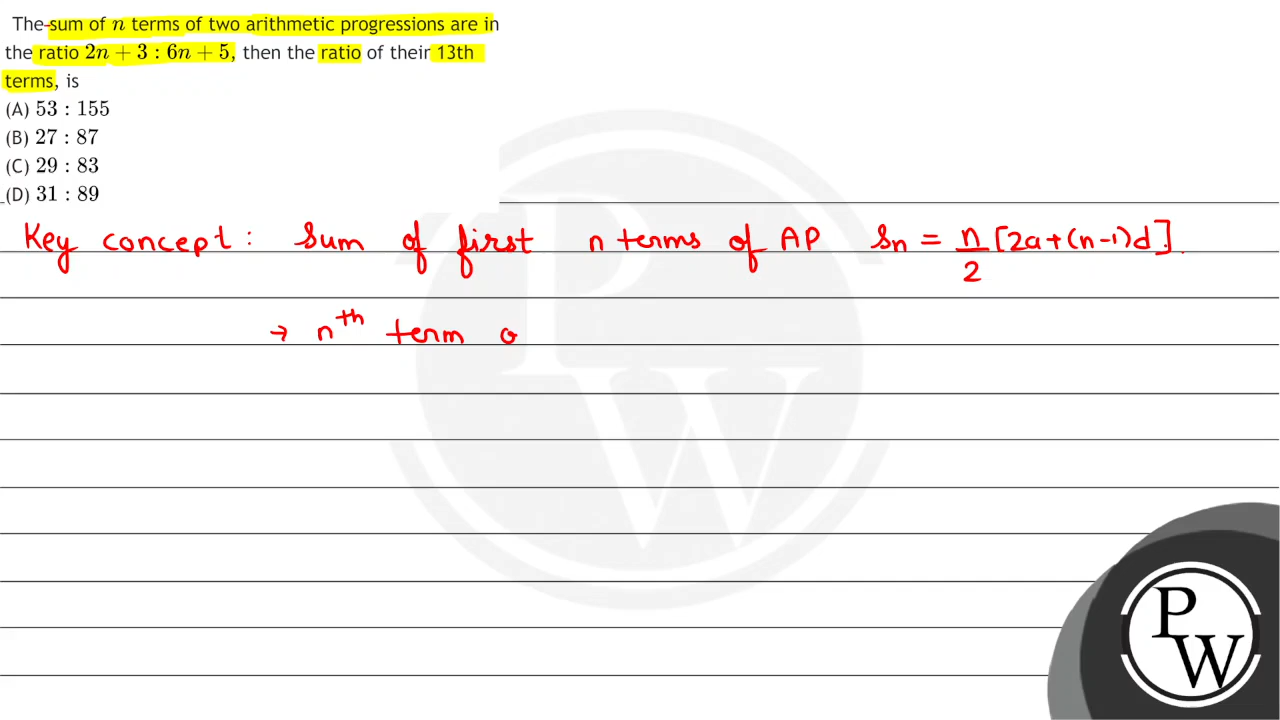 The sum of n terms of two arithmetic progressions are in
the ratio 2n + 3 : 6n + 5, then the ratio of their 13th
terms, is
(A) 53 : 155
(B) 27 : 87
(C) 29 : 83
(D) 31 : 89
Key concept : Sum of first n terms of AP Sn = n/2 [2a+(n-1)d].
→ nth term o
P
W
P
W